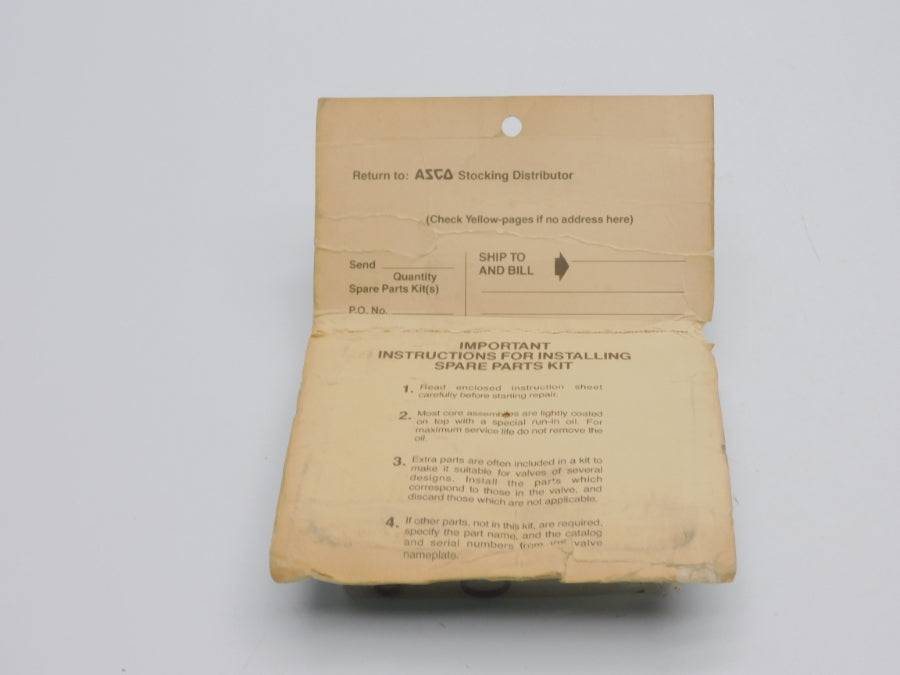 Return to: ASCO Stocking Distributor
(Check Yellow-pages if no address here)
Send
Quantity
Spare Parts Kit(s)
P.O. No.
SHIP TO
AND BILL
IMPORTANT
INSTRUCTIONS FOR INSTALLING
SPARE PARTS KIT
1. Read enclosed instruction sheet
carefully before starting repair.
2. Most core assemblies are lightly coated
on top with a special run-in oil. For
maximum service life do not remove the
oil.
3. Extra parts are often included in a kit to
make it suitable for valves of several
designs. Install the parts which
correspond to those in the valve, and
discard those which are not applicable.
4. If other parts, not in this kit, are required,
specify the part name, and the catalog
and serial numbers from valve
nameplate.